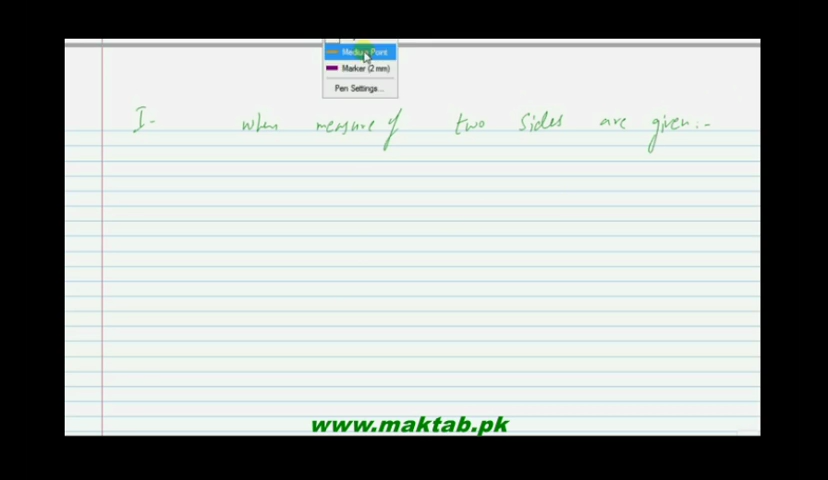 Medium Point
Marker (2 mm)
Pen Settings...
I- when measure of two sides are given:-
www.maktab.pk